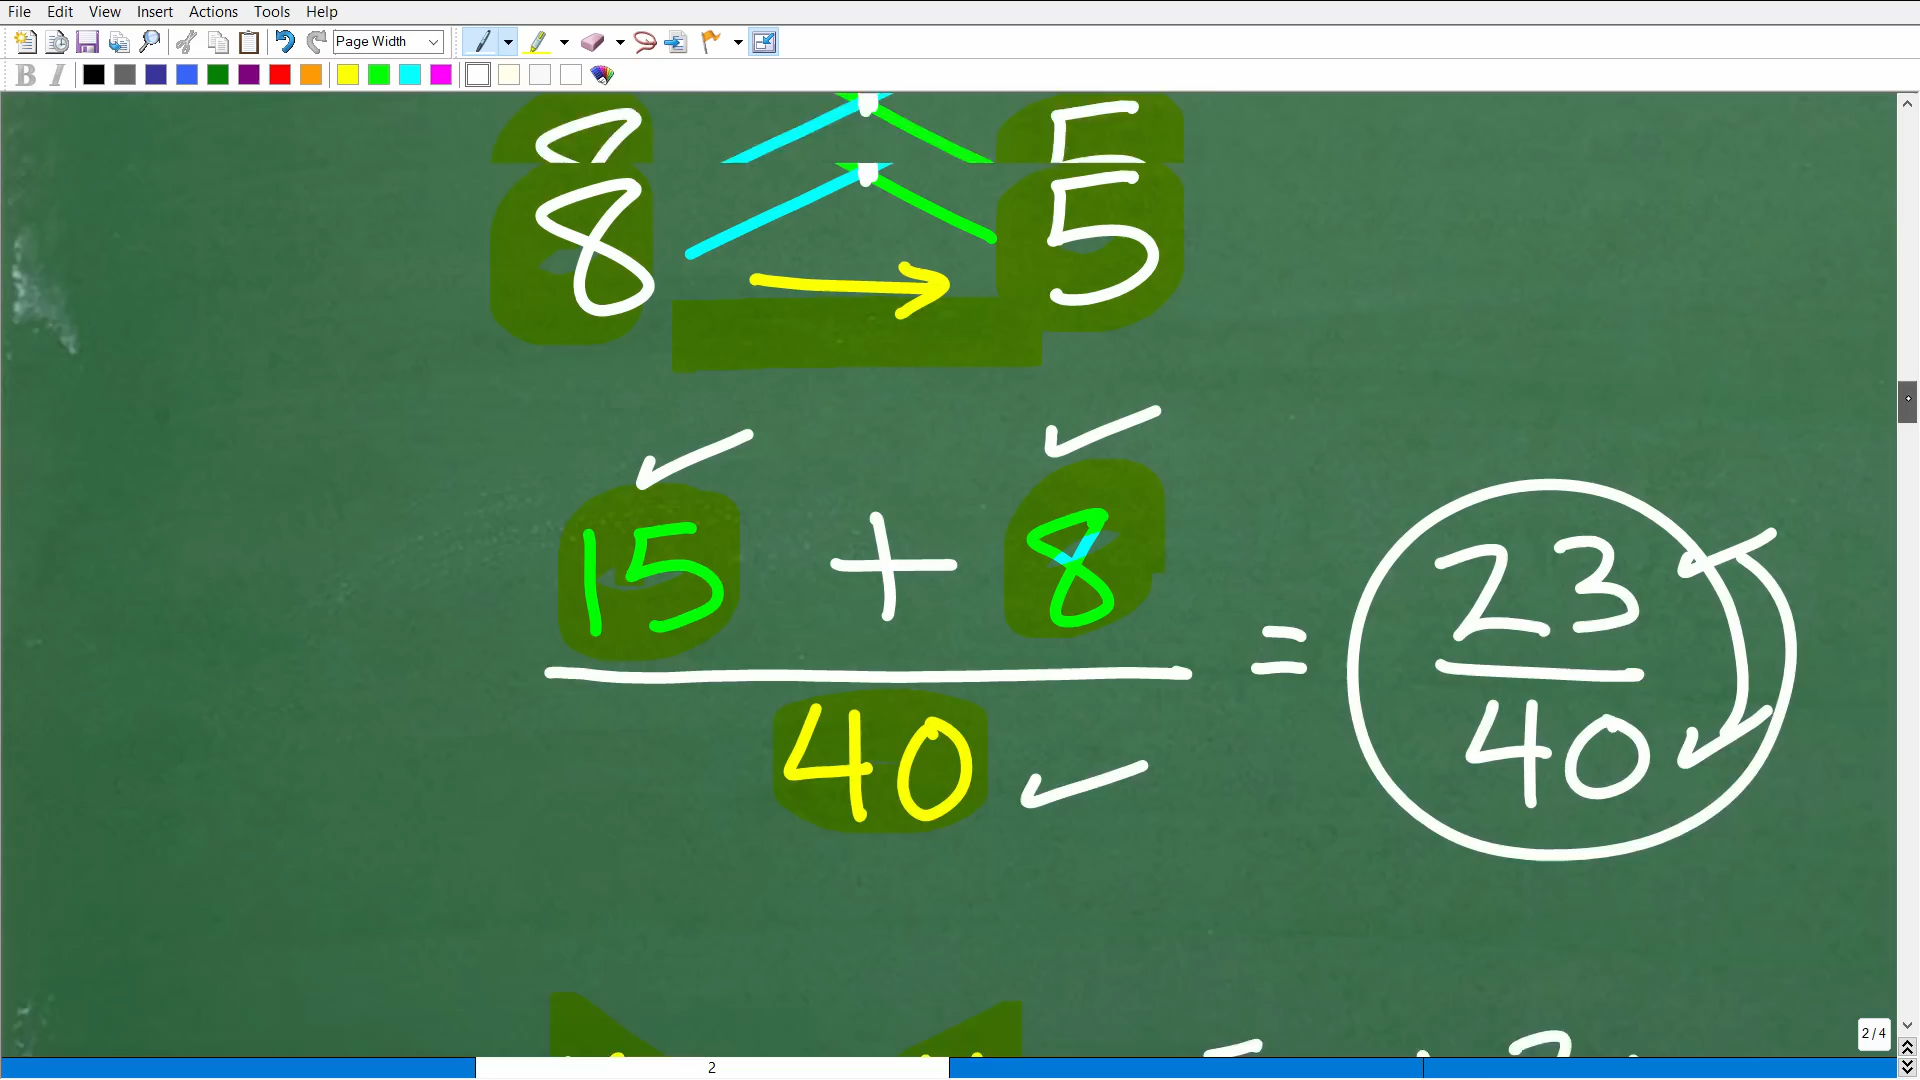 File Edit View Insert Actions Tools Help
Page Width
B I
8 5
8 5
15 + 8
40
= 23
40
2 / 4
2